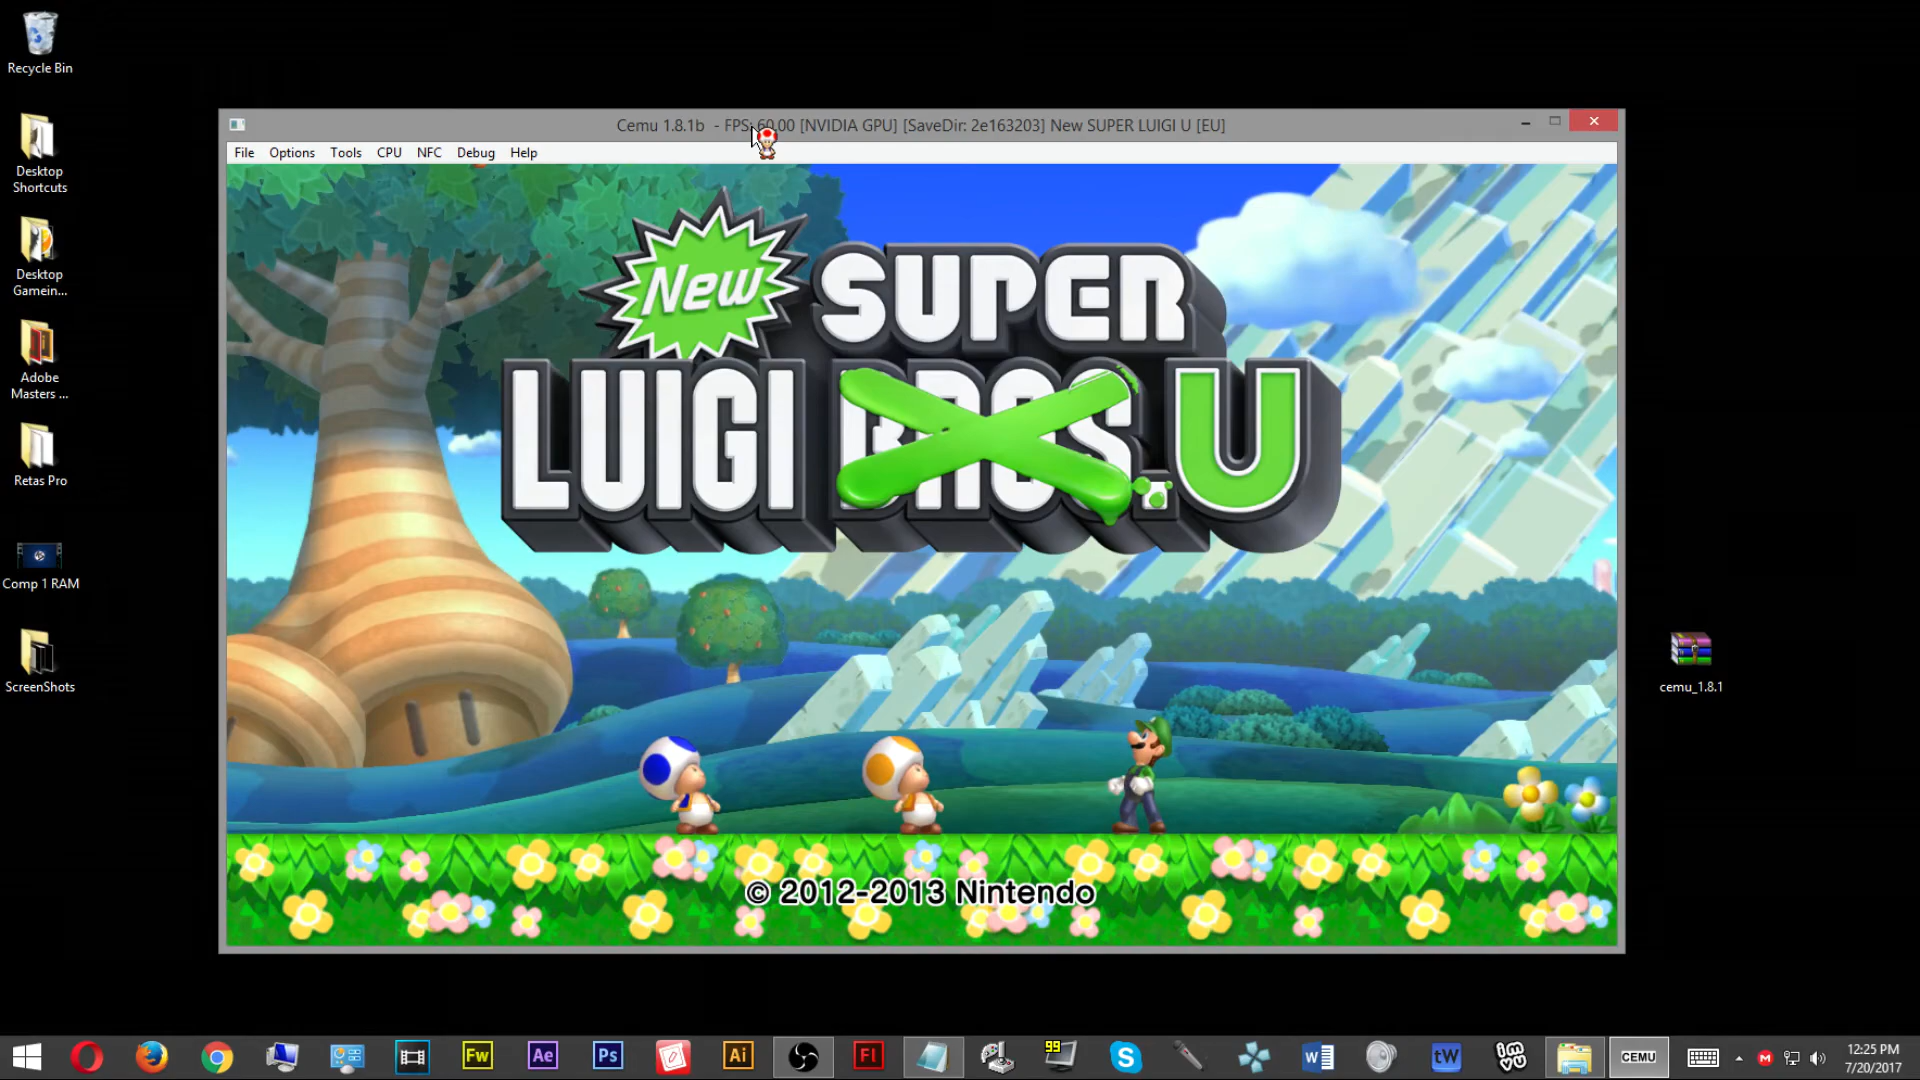 Recycle Bin
Desktop
Shortcuts
Desktop
Gamein...
Adobe
Masters ...
Retas Pro
Comp 1 RAM
ScreenShots
Cemu 1.8.1b - FPS: 60.00 [NVIDIA GPU] [SaveDir: 2e163203] New SUPER LUIGI U [EU]
File Options Tools CPU NFC Debug Help
New SUPER
LUIGI BROS. U
© 2012-2013 Nintendo
cemu_1.8.1
Fw Ae Ps Ai Fl 99 S W tW imvu CEMU M
12:25 PM
7/20/2017